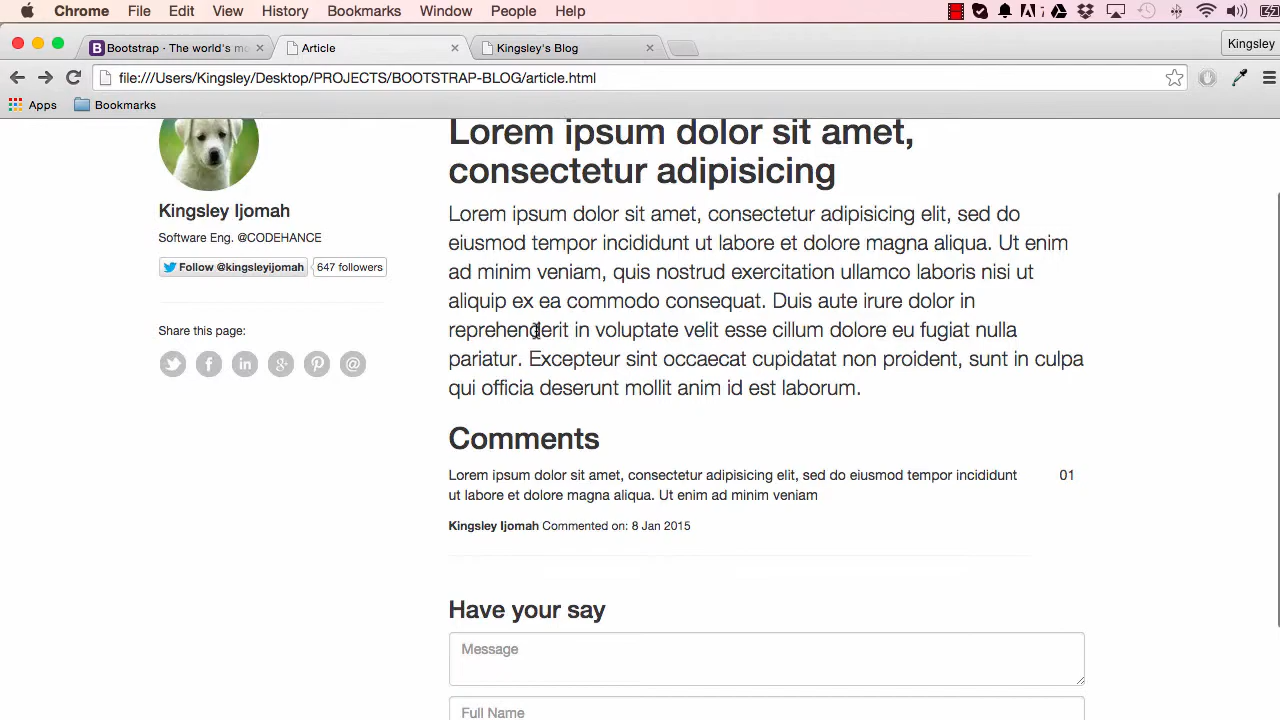 Chrome File Edit View History Bookmarks Window People Help
7
Bootstrap · The world's mo
Article
Kingsley's Blog
Kingsley
file:///Users/Kingsley/Desktop/PROJECTS/BOOTSTRAP-BLOG/article.html
Apps Bookmarks
Kingsley Ijomah
Software Eng. @CODEHANCE
Follow @kingsleyijomah 647 followers
Share this page:
Lorem ipsum dolor sit amet,
consectetur adipisicing
Lorem ipsum dolor sit amet, consectetur adipisicing elit, sed do
eiusmod tempor incididunt ut labore et dolore magna aliqua. Ut enim
ad minim veniam, quis nostrud exercitation ullamco laboris nisi ut
aliquip ex ea commodo consequat. Duis aute irure dolor in
reprehenderit in voluptate velit esse cillum dolore eu fugiat nulla
pariatur. Excepteur sint occaecat cupidatat non proident, sunt in culpa
qui officia deserunt mollit anim id est laborum.
Comments
Lorem ipsum dolor sit amet, consectetur adipisicing elit, sed do eiusmod tempor incididunt 01
ut labore et dolore magna aliqua. Ut enim ad minim veniam
Kingsley Ijomah Commented on: 8 Jan 2015
Have your say
Message
Full Name